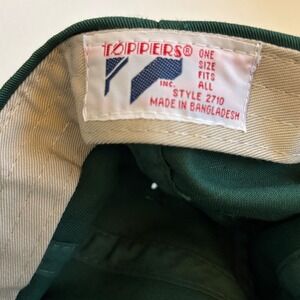 TOPPERS®
INC.
ONE
SIZE
FITS
ALL
STYLE 2710
MADE IN BANGLADESH